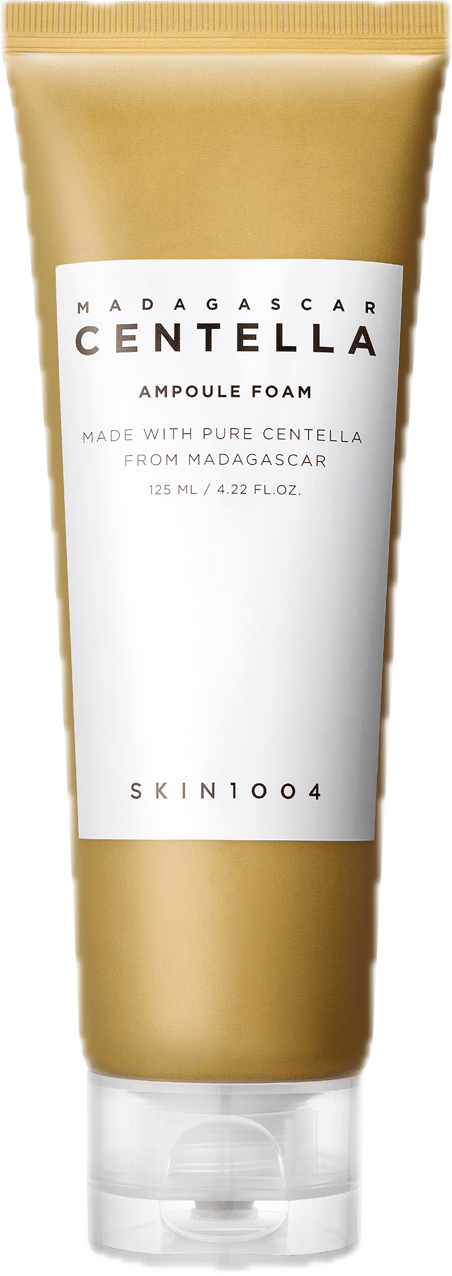 MADAGASCAR
CENTELLA
AMPOULE FOAM
MADE WITH PURE CENTELLA
FROM MADAGASCAR
125 ML / 4.22 FL.OZ.
SKIN1004